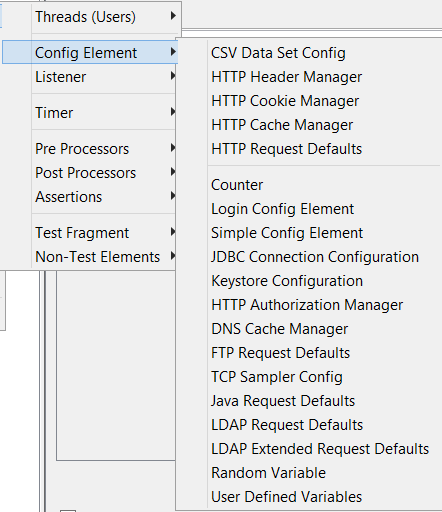 Threads (Users)
Config Element
Listener
Timer
Pre Processors
Post Processors
Assertions
Test Fragment
Non-Test Elements
CSV Data Set Config
HTTP Header Manager
HTTP Cookie Manager
HTTP Cache Manager
HTTP Request Defaults
Counter
Login Config Element
Simple Config Element
JDBC Connection Configuration
Keystore Configuration
HTTP Authorization Manager
DNS Cache Manager
FTP Request Defaults
TCP Sampler Config
Java Request Defaults
LDAP Request Defaults
LDAP Extended Request Defaults
Random Variable
User Defined Variables